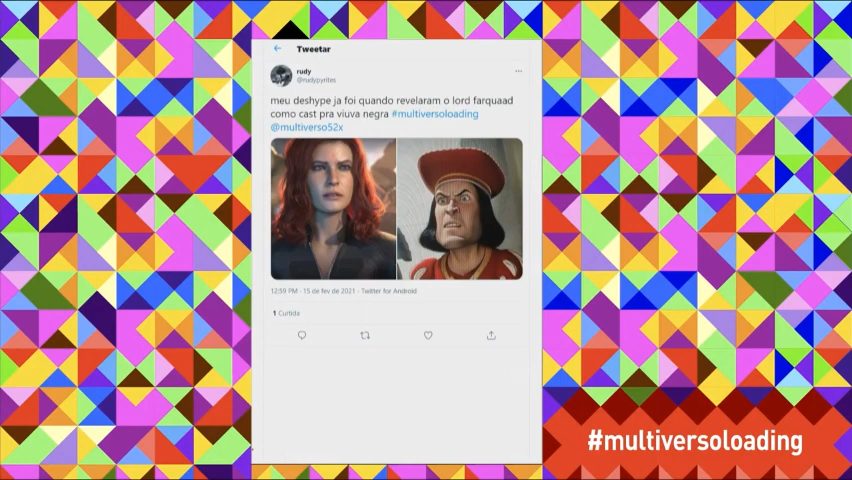 Tweetar
rudy
@rudypyrites
meu deshype ja foi quando revelaram o lord farquaad
como cast pra viuva negra #multiversoloading
@multiverso52x
12:59 PM · 15 de fev de 2021 · Twitter for Android
1 Curtida
#multiversoloading